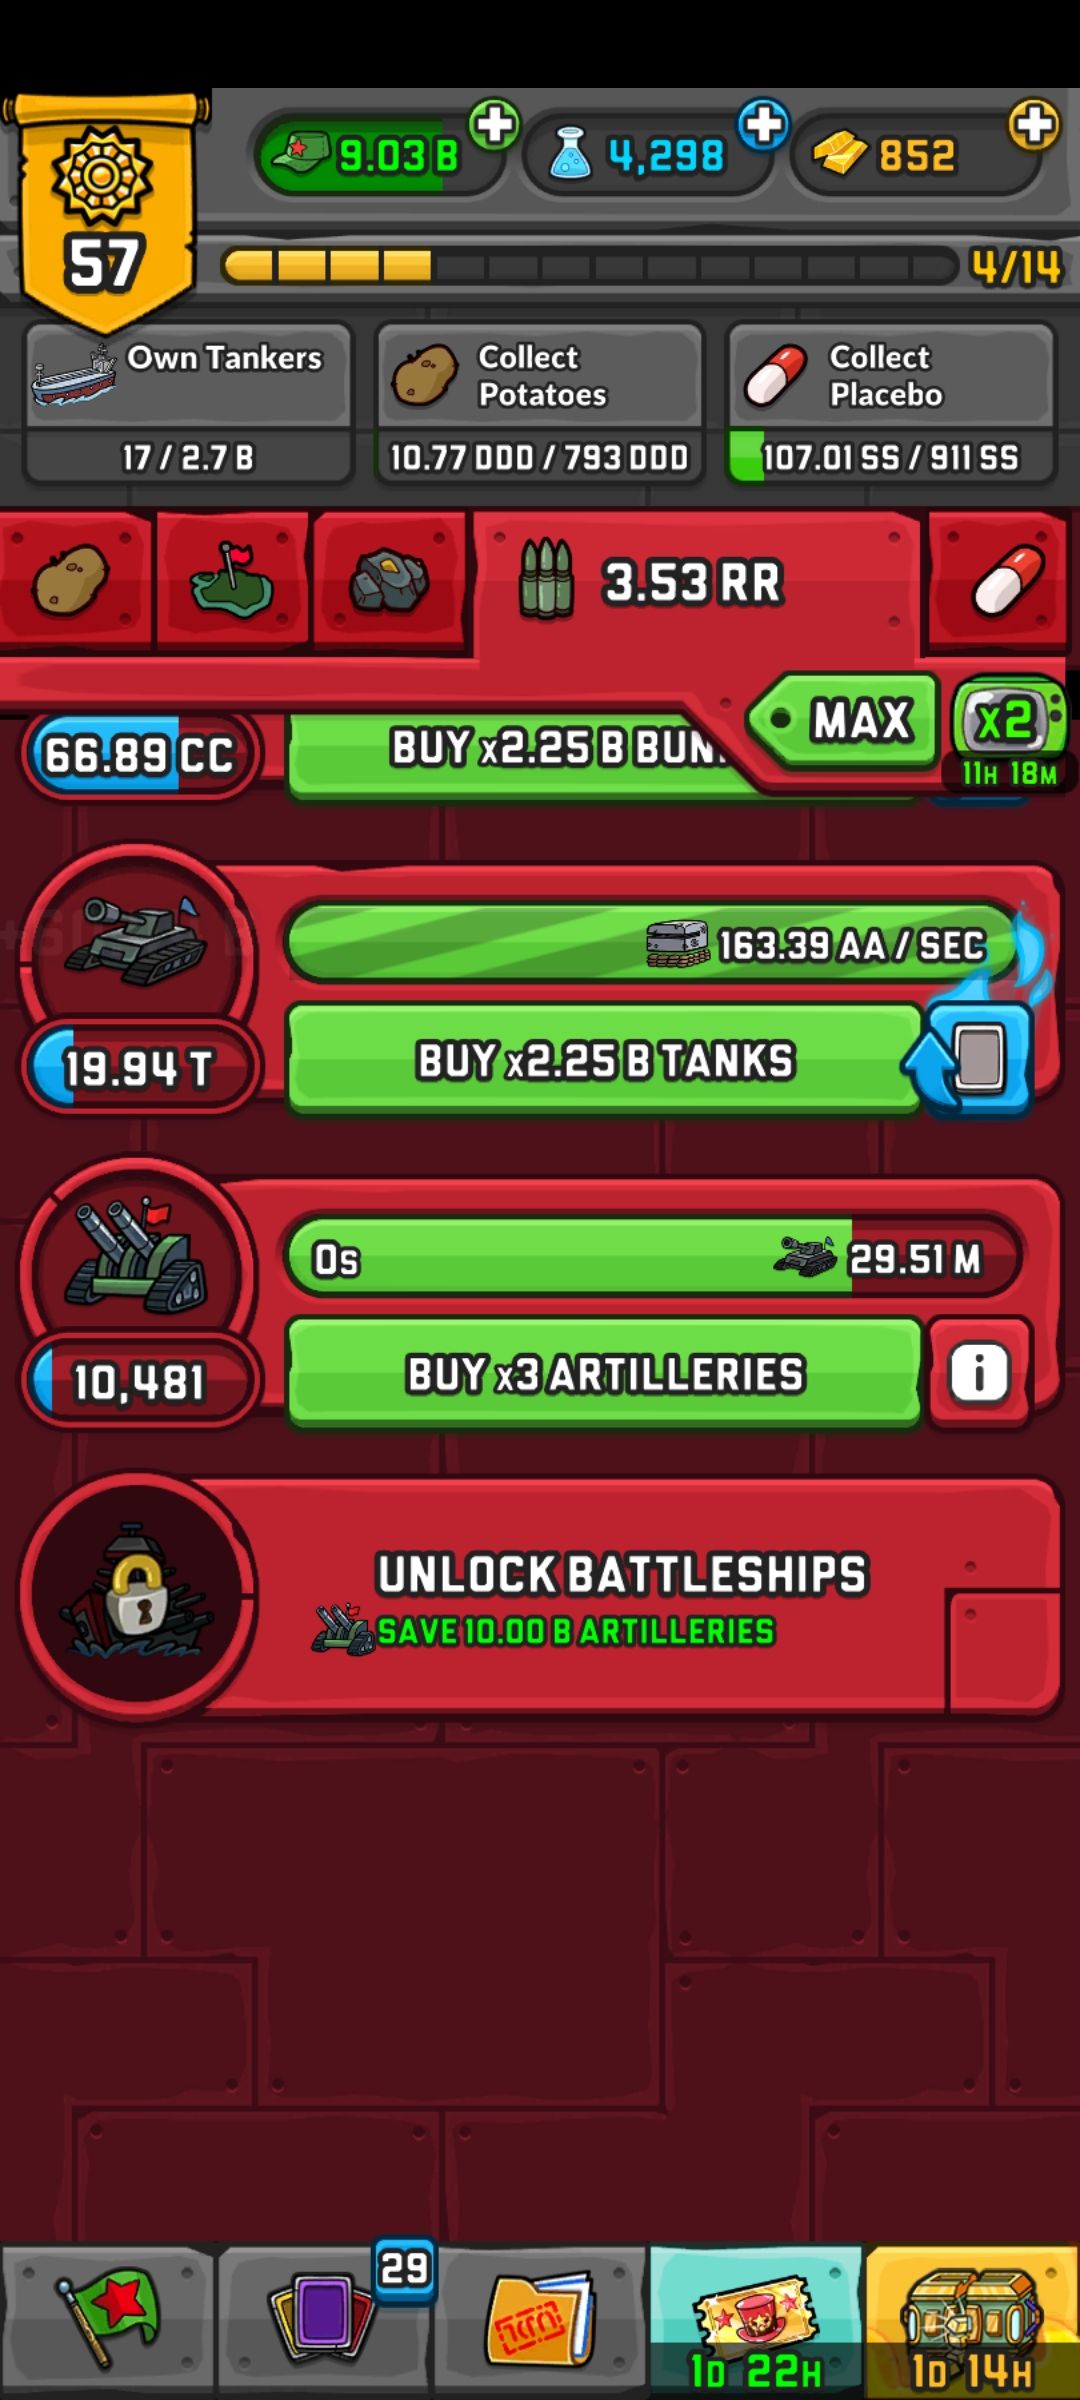 9.03 B
4,298
852
57
4/14
Own Tankers
17 / 2.7 B
Collect
Potatoes
10.77 DDD / 793 DDD
Collect
Placebo
107.01 SS / 911 SS
3.53 RR
MAX
x2
11H 18M
66.89 CC
BUY x2.25 B BUN
163.39 AA / SEC
19.94 T
BUY x2.25 B TANKS
0s
29.51 M
10,481
BUY x3 ARTILLERIES
i
UNLOCK BATTLESHIPS
SAVE 10.00 B ARTILLERIES
29
1D 22H
1D 14H